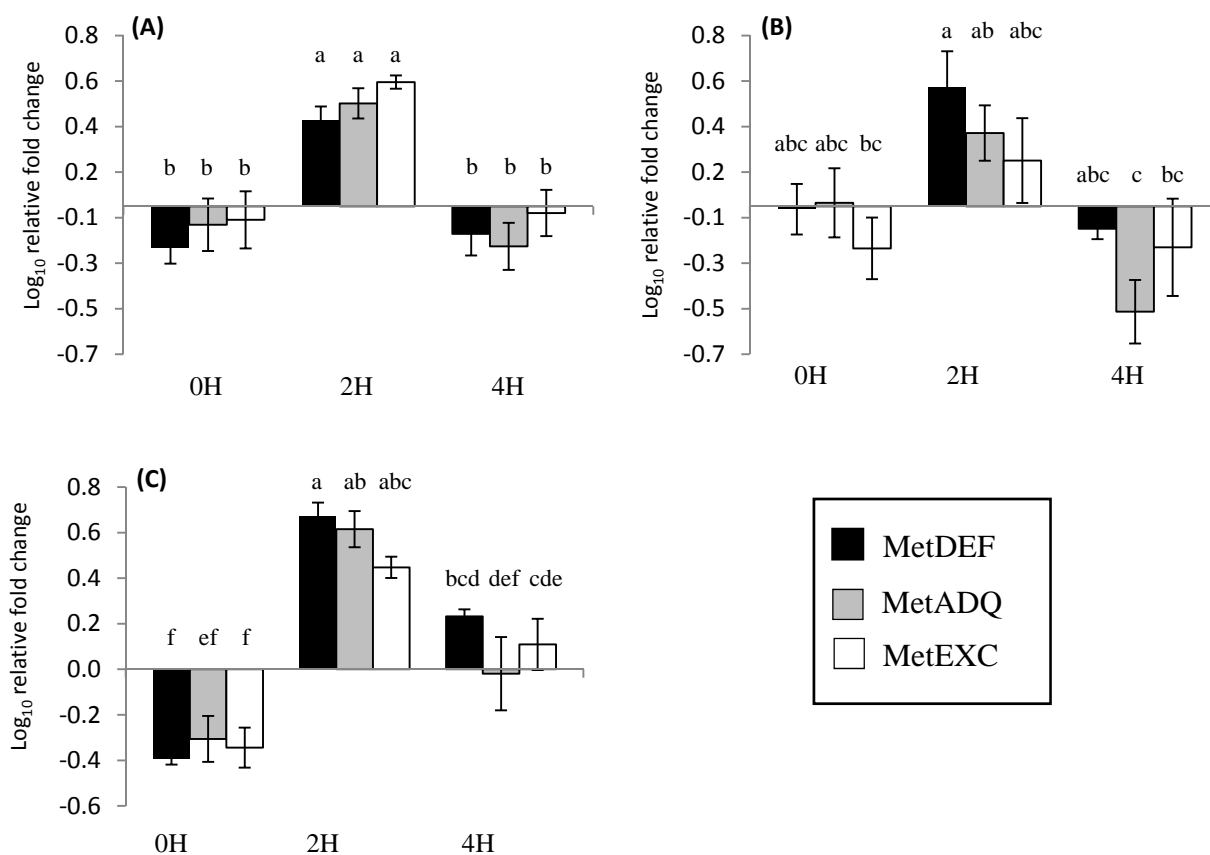 (A)
Log10 relative fold change
0.8
0.6
0.4
0.2
-0.1
-0.3
-0.5
-0.7
a a a
b b b
b b b
0H 2H 4H
(B)
Log10 relative fold change
0.8
0.6
0.4
0.2
-0.1
-0.3
-0.5
-0.7
a ab abc
abc abc bc
abc c bc
0H 2H 4H
(C)
Log10 relative fold change
0.8
0.6
0.4
0.2
0.0
-0.2
-0.4
-0.6
a ab abc
bcd def cde
f ef f
0H 2H 4H
MetDEF
MetADQ
MetEXC